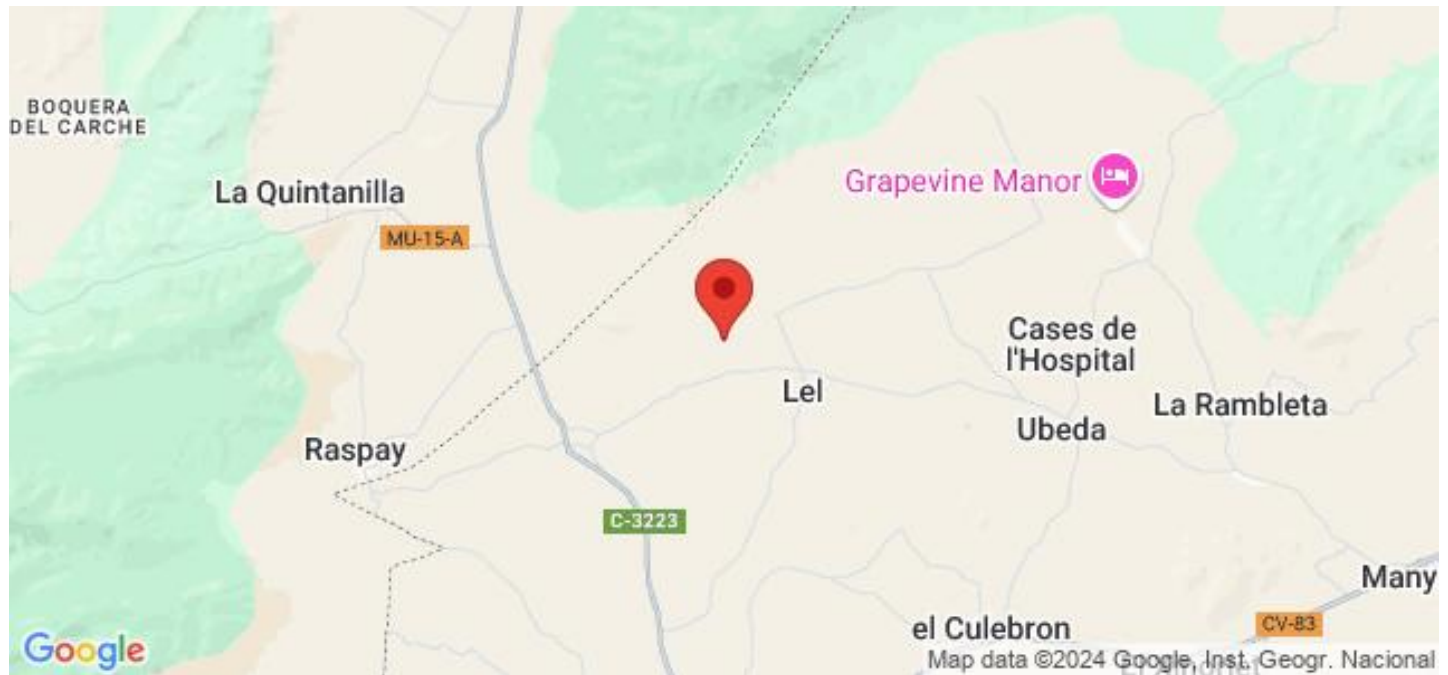 BOQUERA
DEL CARCHE
La Quintanilla
Grapevine Manor
MU-15-A
Cases de
l'Hospital
Lel
La Rambleta
Ubeda
Raspay
C-3223
Many
el Culebron
CV-83
Google
Map data ©2024 Google, Inst. Geogr. Nacional